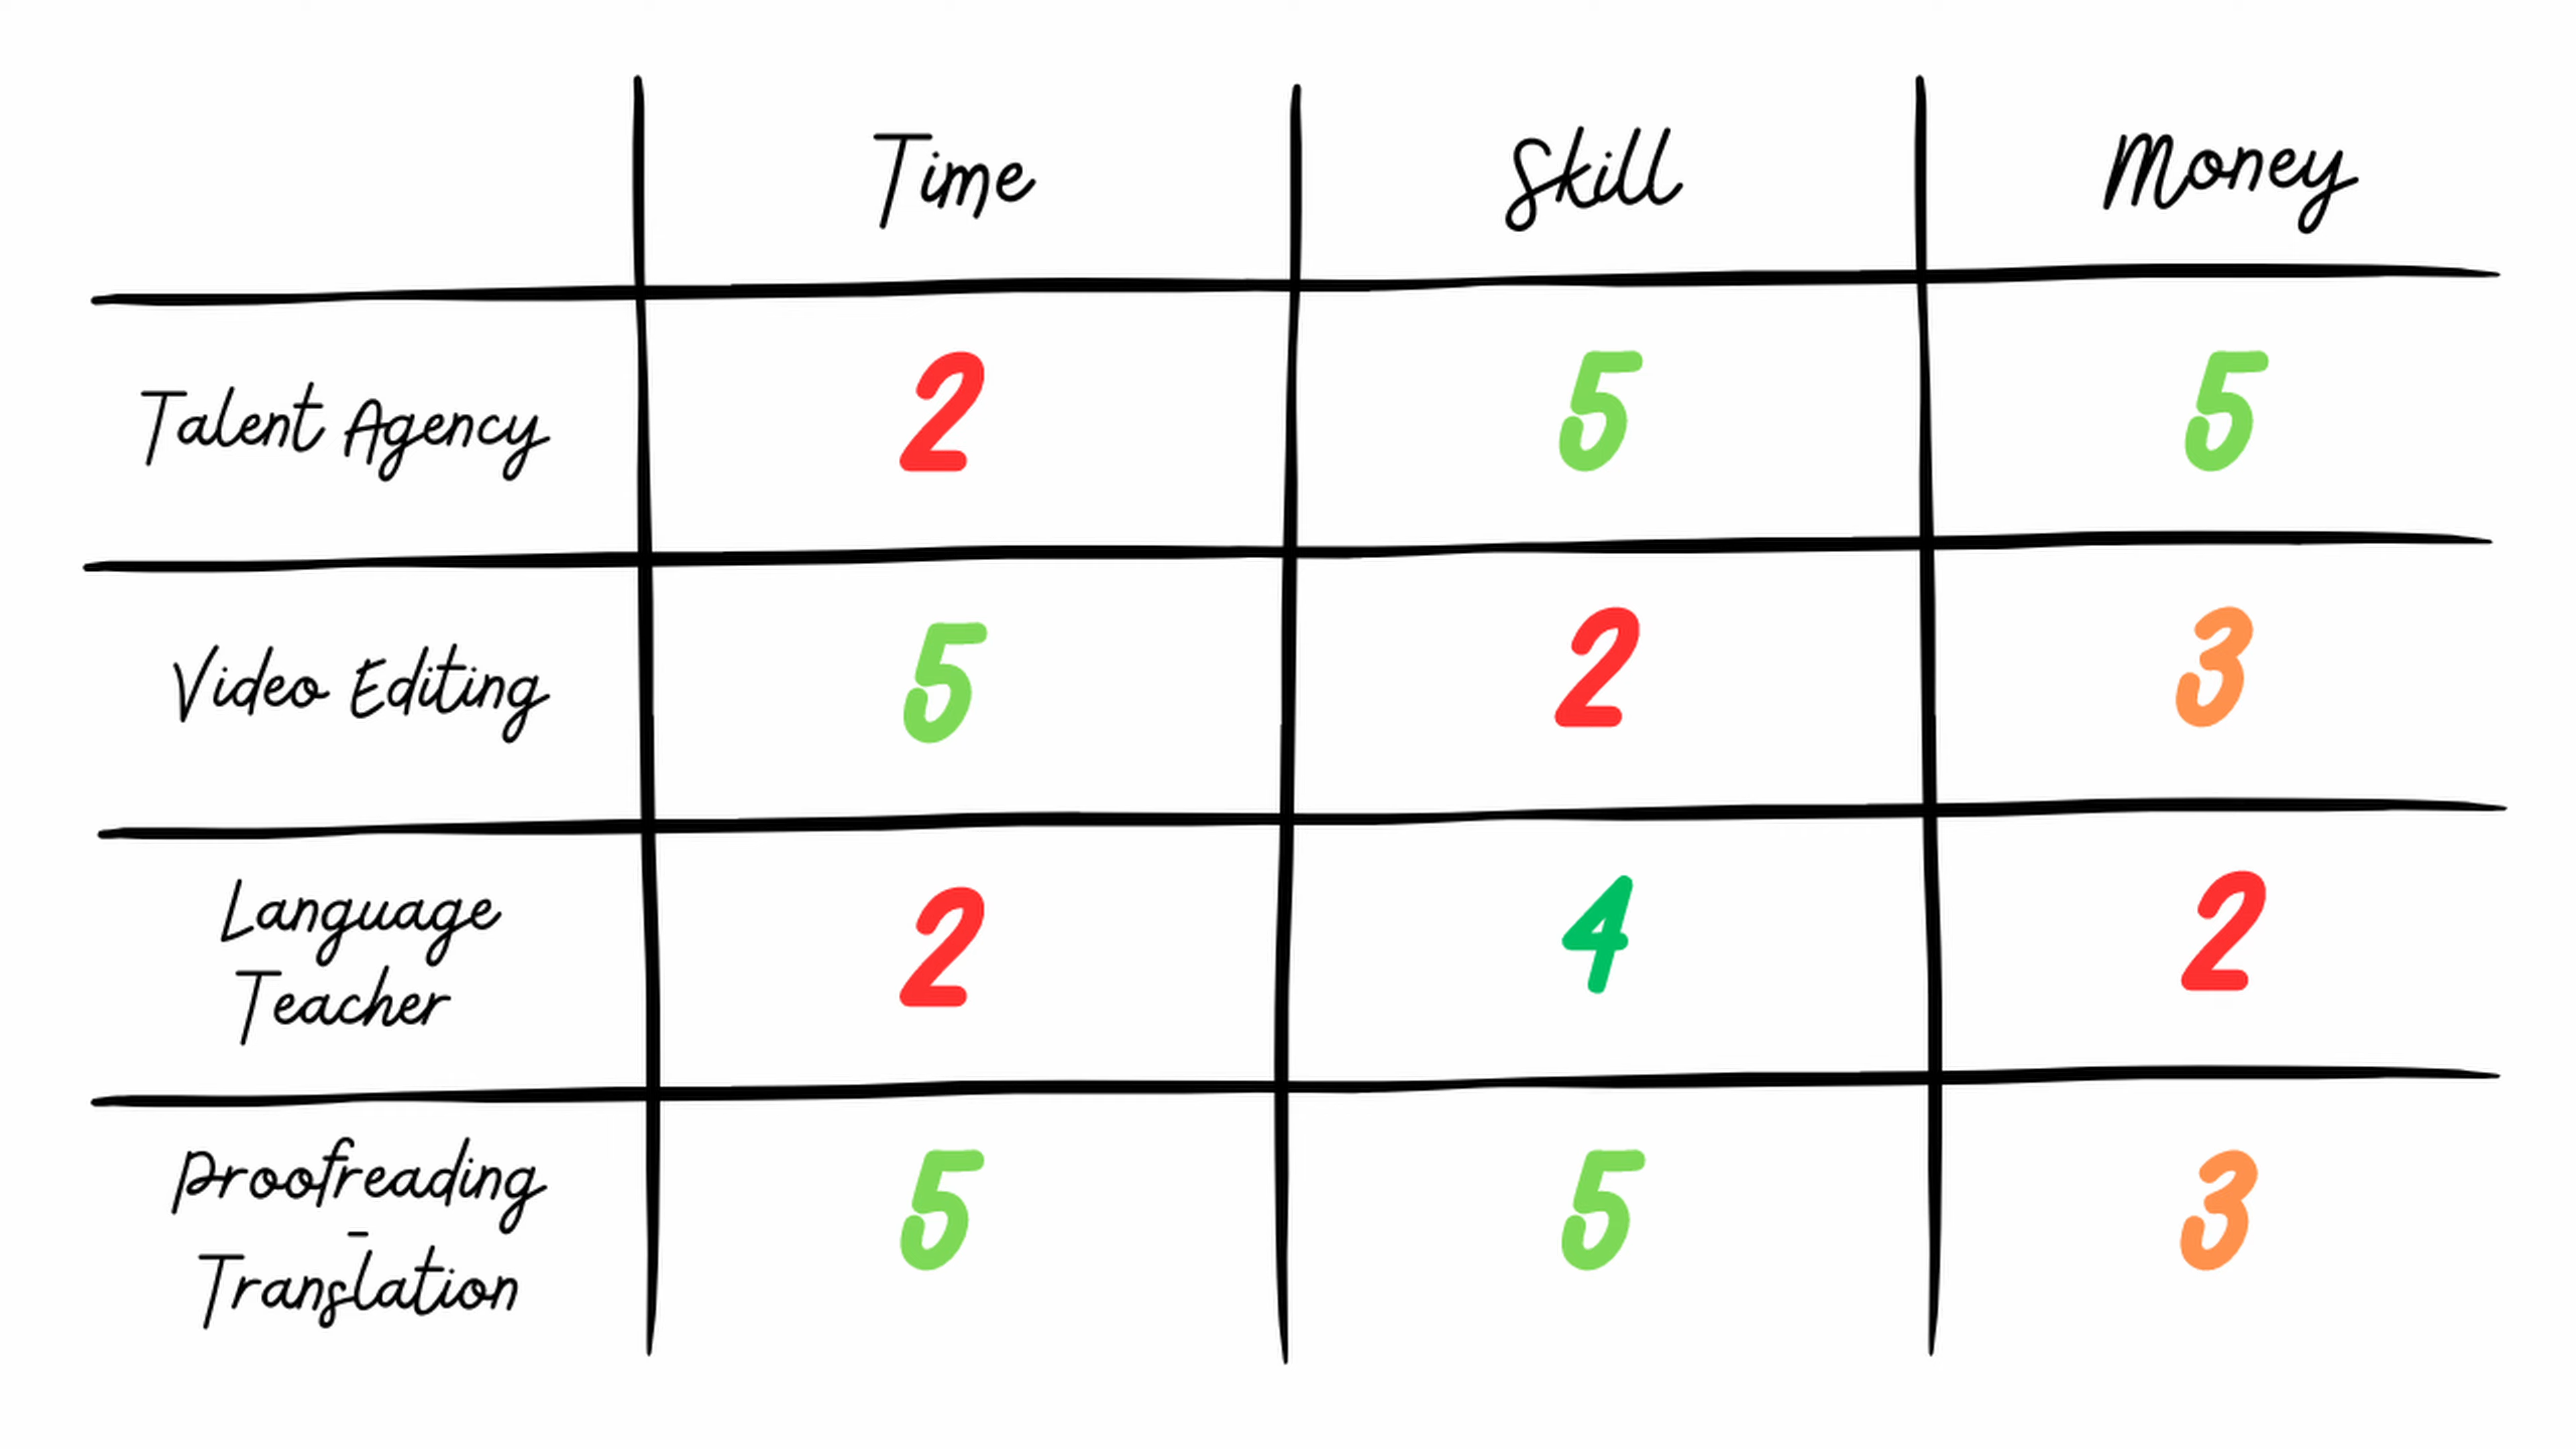 Time Skill Money
Talent Agency 2 5 5
Video Editing 5 2 3
Language
Teacher 2 4 2
Proofreading
-
Translation 5 5 3